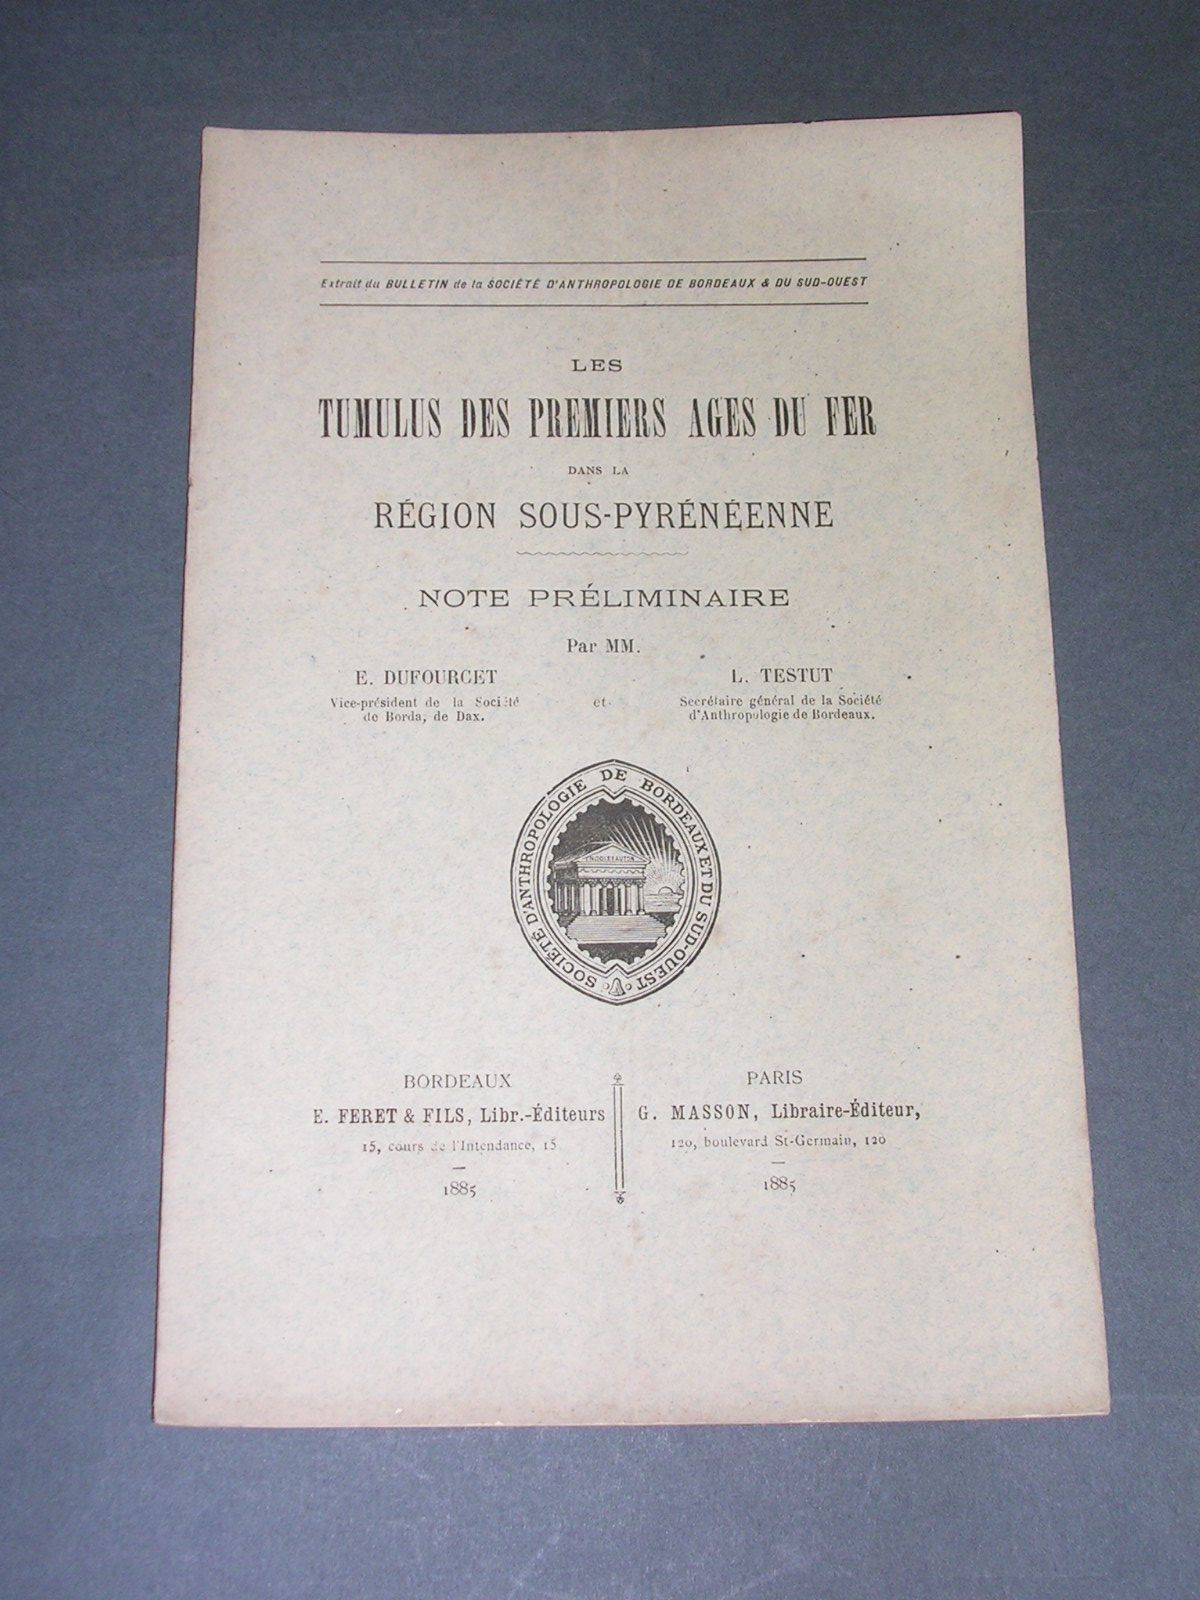 Extrait du BULLETIN de la SOCIÉTÉ D'ANTHROPOLOGIE DE BORDEAUX & DU SUD-OUEST
LES
TUMULUS DES PREMIERS AGES DU FER
DANS LA
RÉGION SOUS-PYRÉNÉENNE
NOTE PRÉLIMINAIRE
Par MM.
E. DUFOURCET
Vice-président de la Société
de Borda, de Dax.
et
L. TESTUT
Secrétaire général de la Société
d'Anthropologie de Bordeaux.
SOCIÉTÉ D'ANTHROPOLOGIE DE BORDEAUX ET DU SUD-OUEST
BORDEAUX
E. FERET & FILS, Libr.-Éditeurs
15, cours de l'Intendance, 15
1885
PARIS
G. MASSON, Libraire-Éditeur,
120, boulevard St-Germain, 120
1885